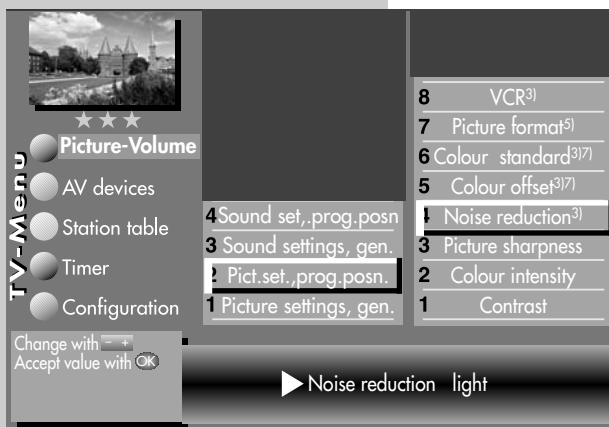 TV-Menu
Picture-Volume
AV devices
Station table
Timer
Configuration
4 Sound set,.prog.posn
3 Sound settings, gen.
2 Pict.set.,prog.posn.
1 Picture settings, gen.
8 VCR3)
7 Picture format5)
6 Colour standard3)7)
5 Colour offset3)7)
4 Noise reduction3)
3 Picture sharpness
2 Colour intensity
1 Contrast
Change with - +
Accept value with OK
Noise reduction light